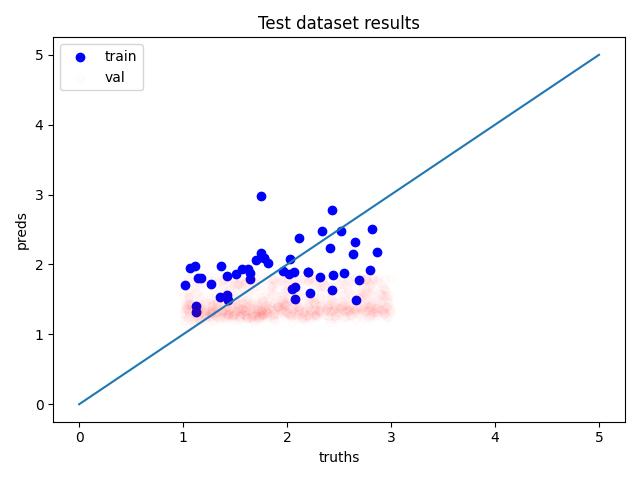 Test dataset results
train
val
preds
5
4
3
2
1
0
0 1 2 3 4 5
truths